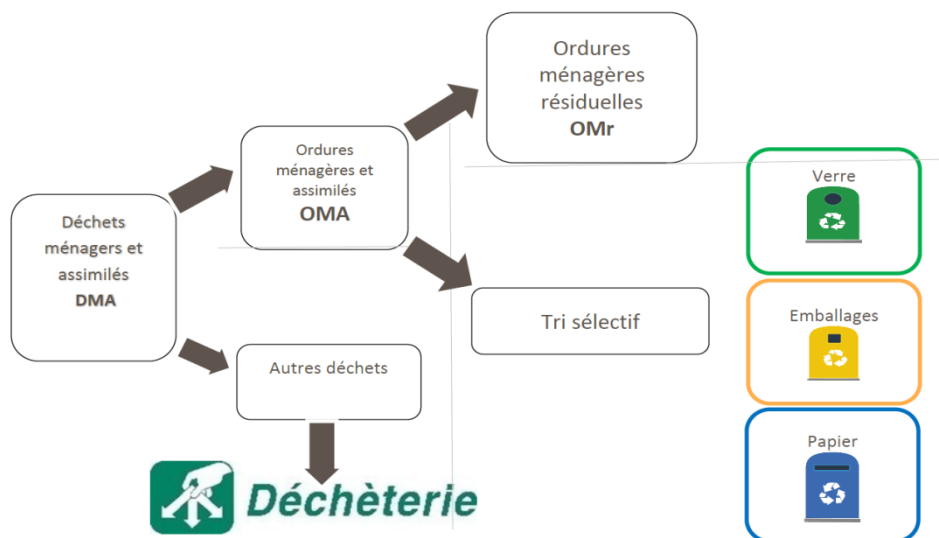 Déchets
ménagers et
assimilés
DMA
Ordures
ménagères et
assimilés
OMA
Autres déchets
Déchèterie
Ordures
ménagères
résiduelles
OMr
Tri sélectif
Verre
Emballages
Papier